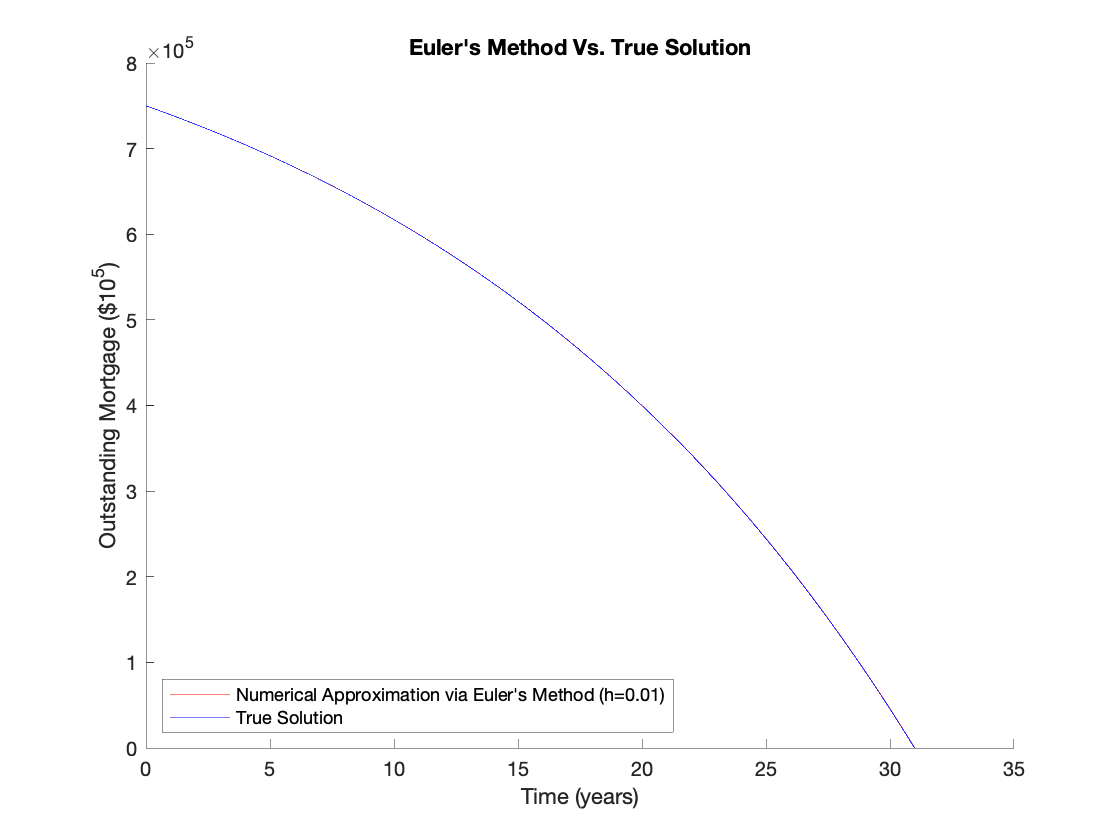 Euler's Method Vs. True Solution
×10^5
8
7
6
5
4
3
2
1
0
Outstanding Mortgage ($10^5)
Numerical Approximation via Euler's Method (h=0.01)
True Solution
0 5 10 15 20 25 30 35
Time (years)